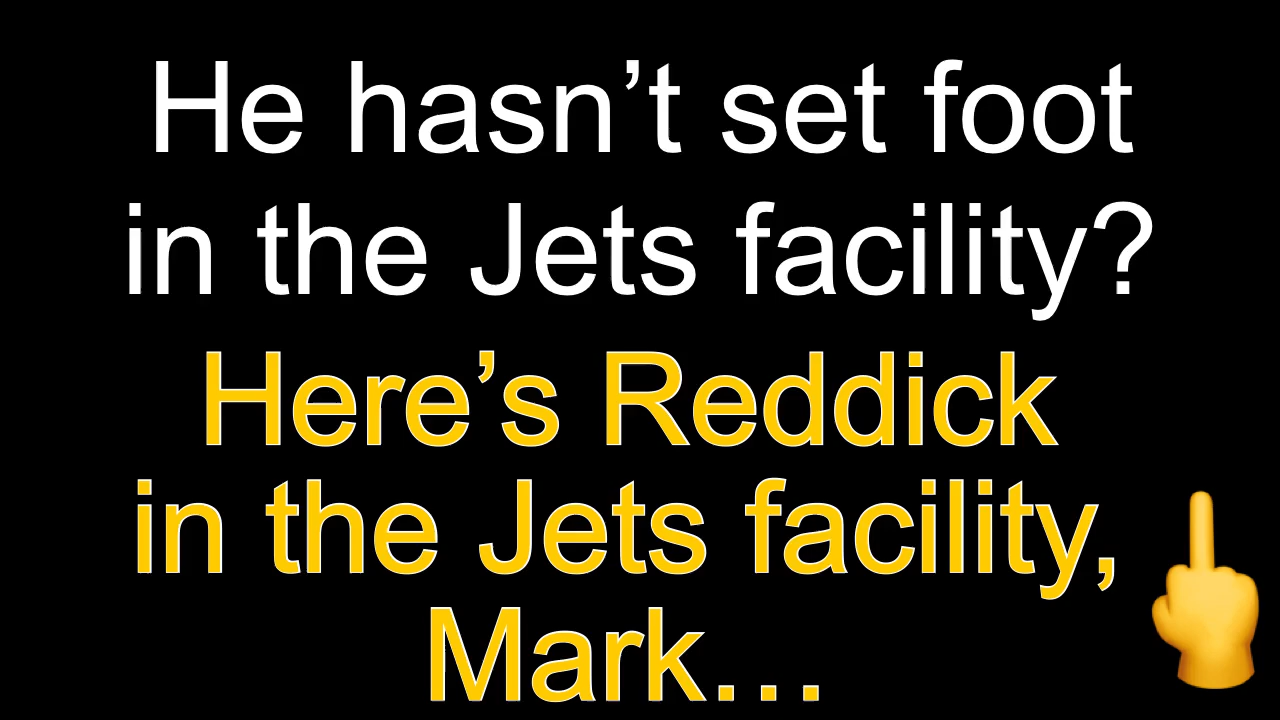 He hasn’t set foot
in the Jets facility?
Here’s Reddick
in the Jets facility,
Mark…